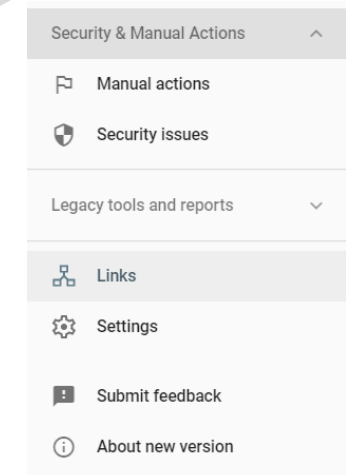 Security & Manual Actions
Manual actions
Security issues
Legacy tools and reports
Links
Settings
Submit feedback
About new version